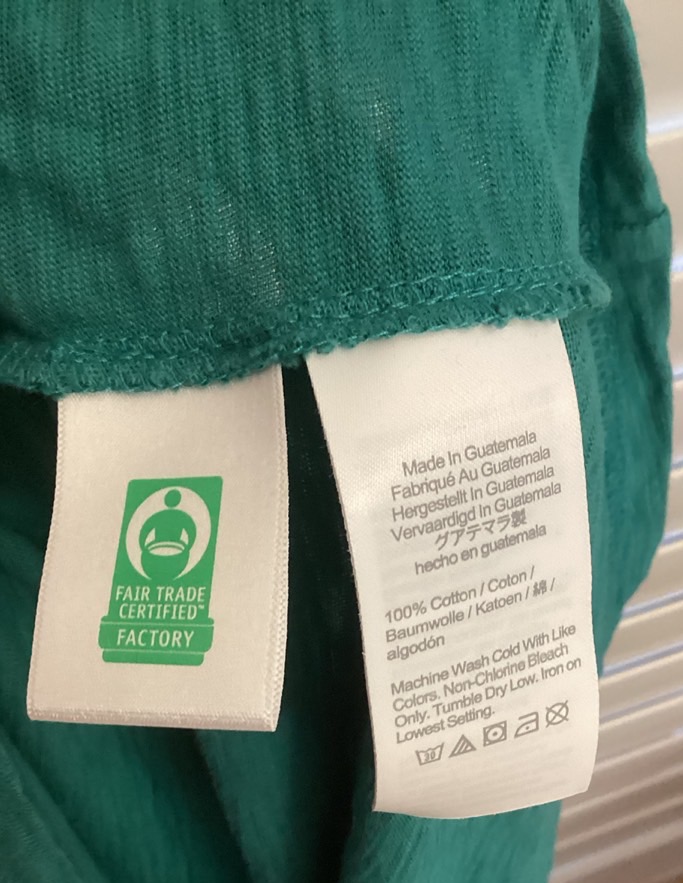 FAIR TRADE
CERTIFIED™
FACTORY
Made In Guatemala
Fabriqué Au Guatemala
Hergestellt In Guatemala
Vervaardigd In Guatemala
グアテマラ製
hecho en guatemala
100% Cotton / Coton /
Baumwolle / Katoen / 綿 /
algodón
Machine Wash Cold With Like
Colors. Non-Chlorine Bleach
Only. Tumble Dry Low. Iron on
Lowest Setting.
30